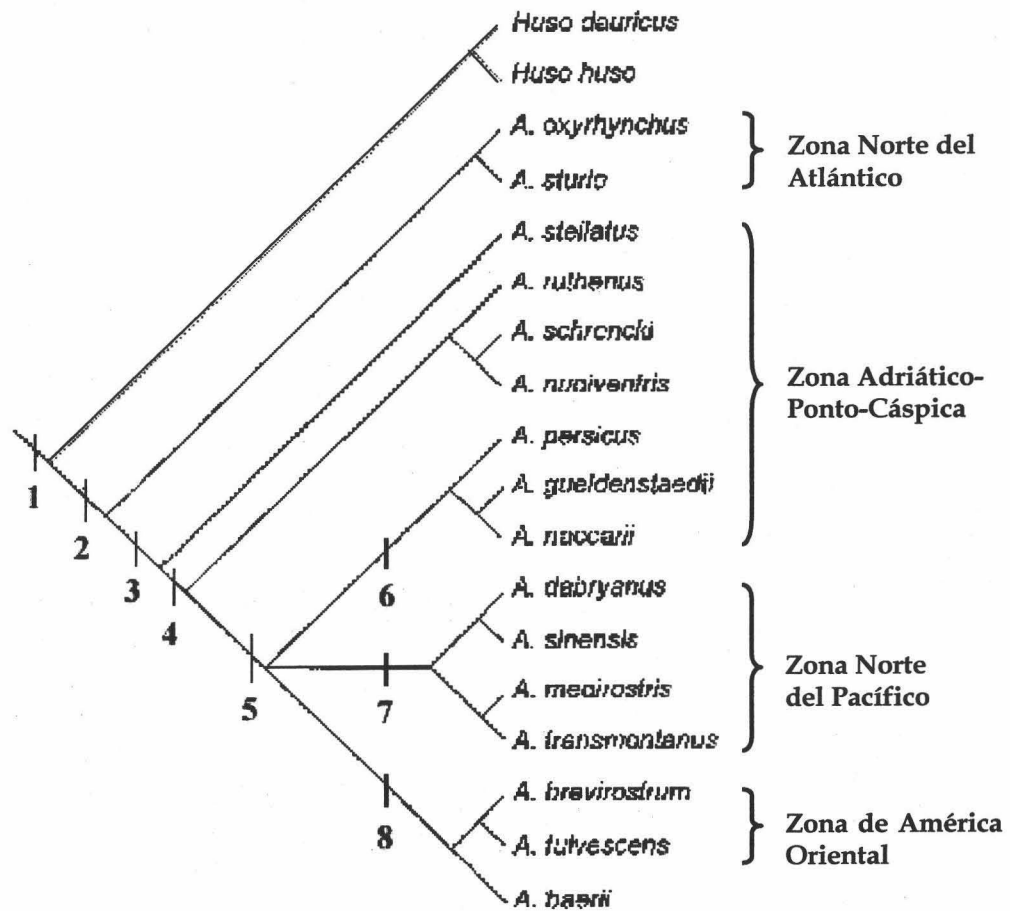 Huso dauricus
Huso huso
A. oxyrhynchus
A. sturio
Zona Norte del
Atlántico
A. stellatus
A. ruthenus
A. schrencki
A. nudiventris
A. persicus
A. gueldenstaedii
A. naccarii
Zona Adriático-
Ponto-Cáspica
A. dabryanus
A. sinensis
A. medirostris
A. transmontanus
Zona Norte
del Pacífico
A. brevirostrum
A. fulvescens
A. baerii
Zona de América
Oriental
1
2
3
4
5
6
7
8